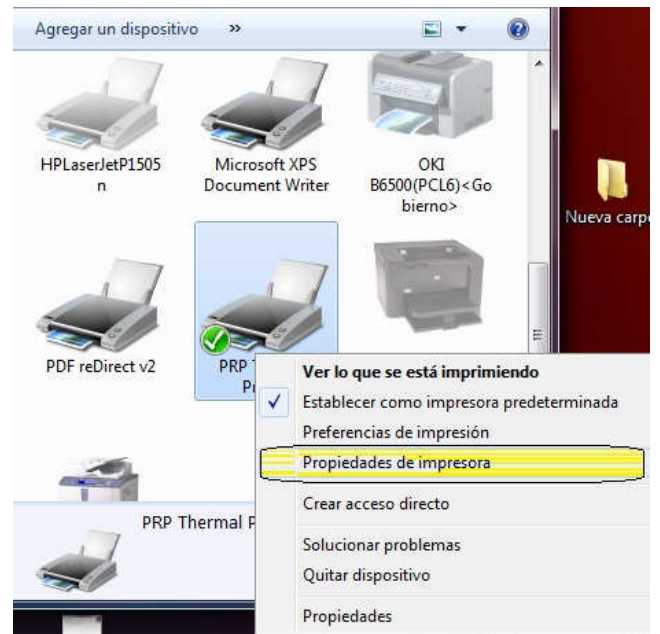 Agregar un dispositivo »
HPLaserJetP1505
n
Microsoft XPS
Document Writer
OKI
B6500(PCL6)<Go
bierno>
Nueva carpe
PDF reDirect v2
PRP T
Pr
Ver lo que se está imprimiendo
Establecer como impresora predeterminada
Preferencias de impresión
Propiedades de impresora
Crear acceso directo
Solucionar problemas
Quitar dispositivo
Propiedades
PRP Thermal P